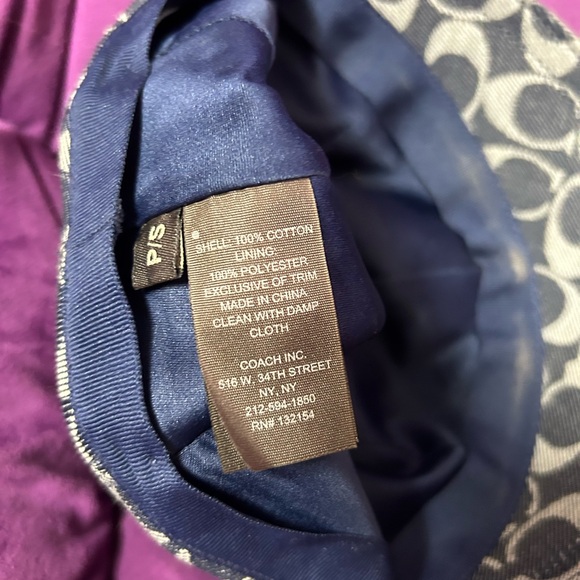 P/S
SHELL: 100% COTTON
LINING:
100% POLYESTER
EXCLUSIVE OF TRIM
MADE IN CHINA
CLEAN WITH DAMP
CLOTH
COACH INC.
516 W. 34TH STREET
NY, NY
212-594-1850
RN# 132154